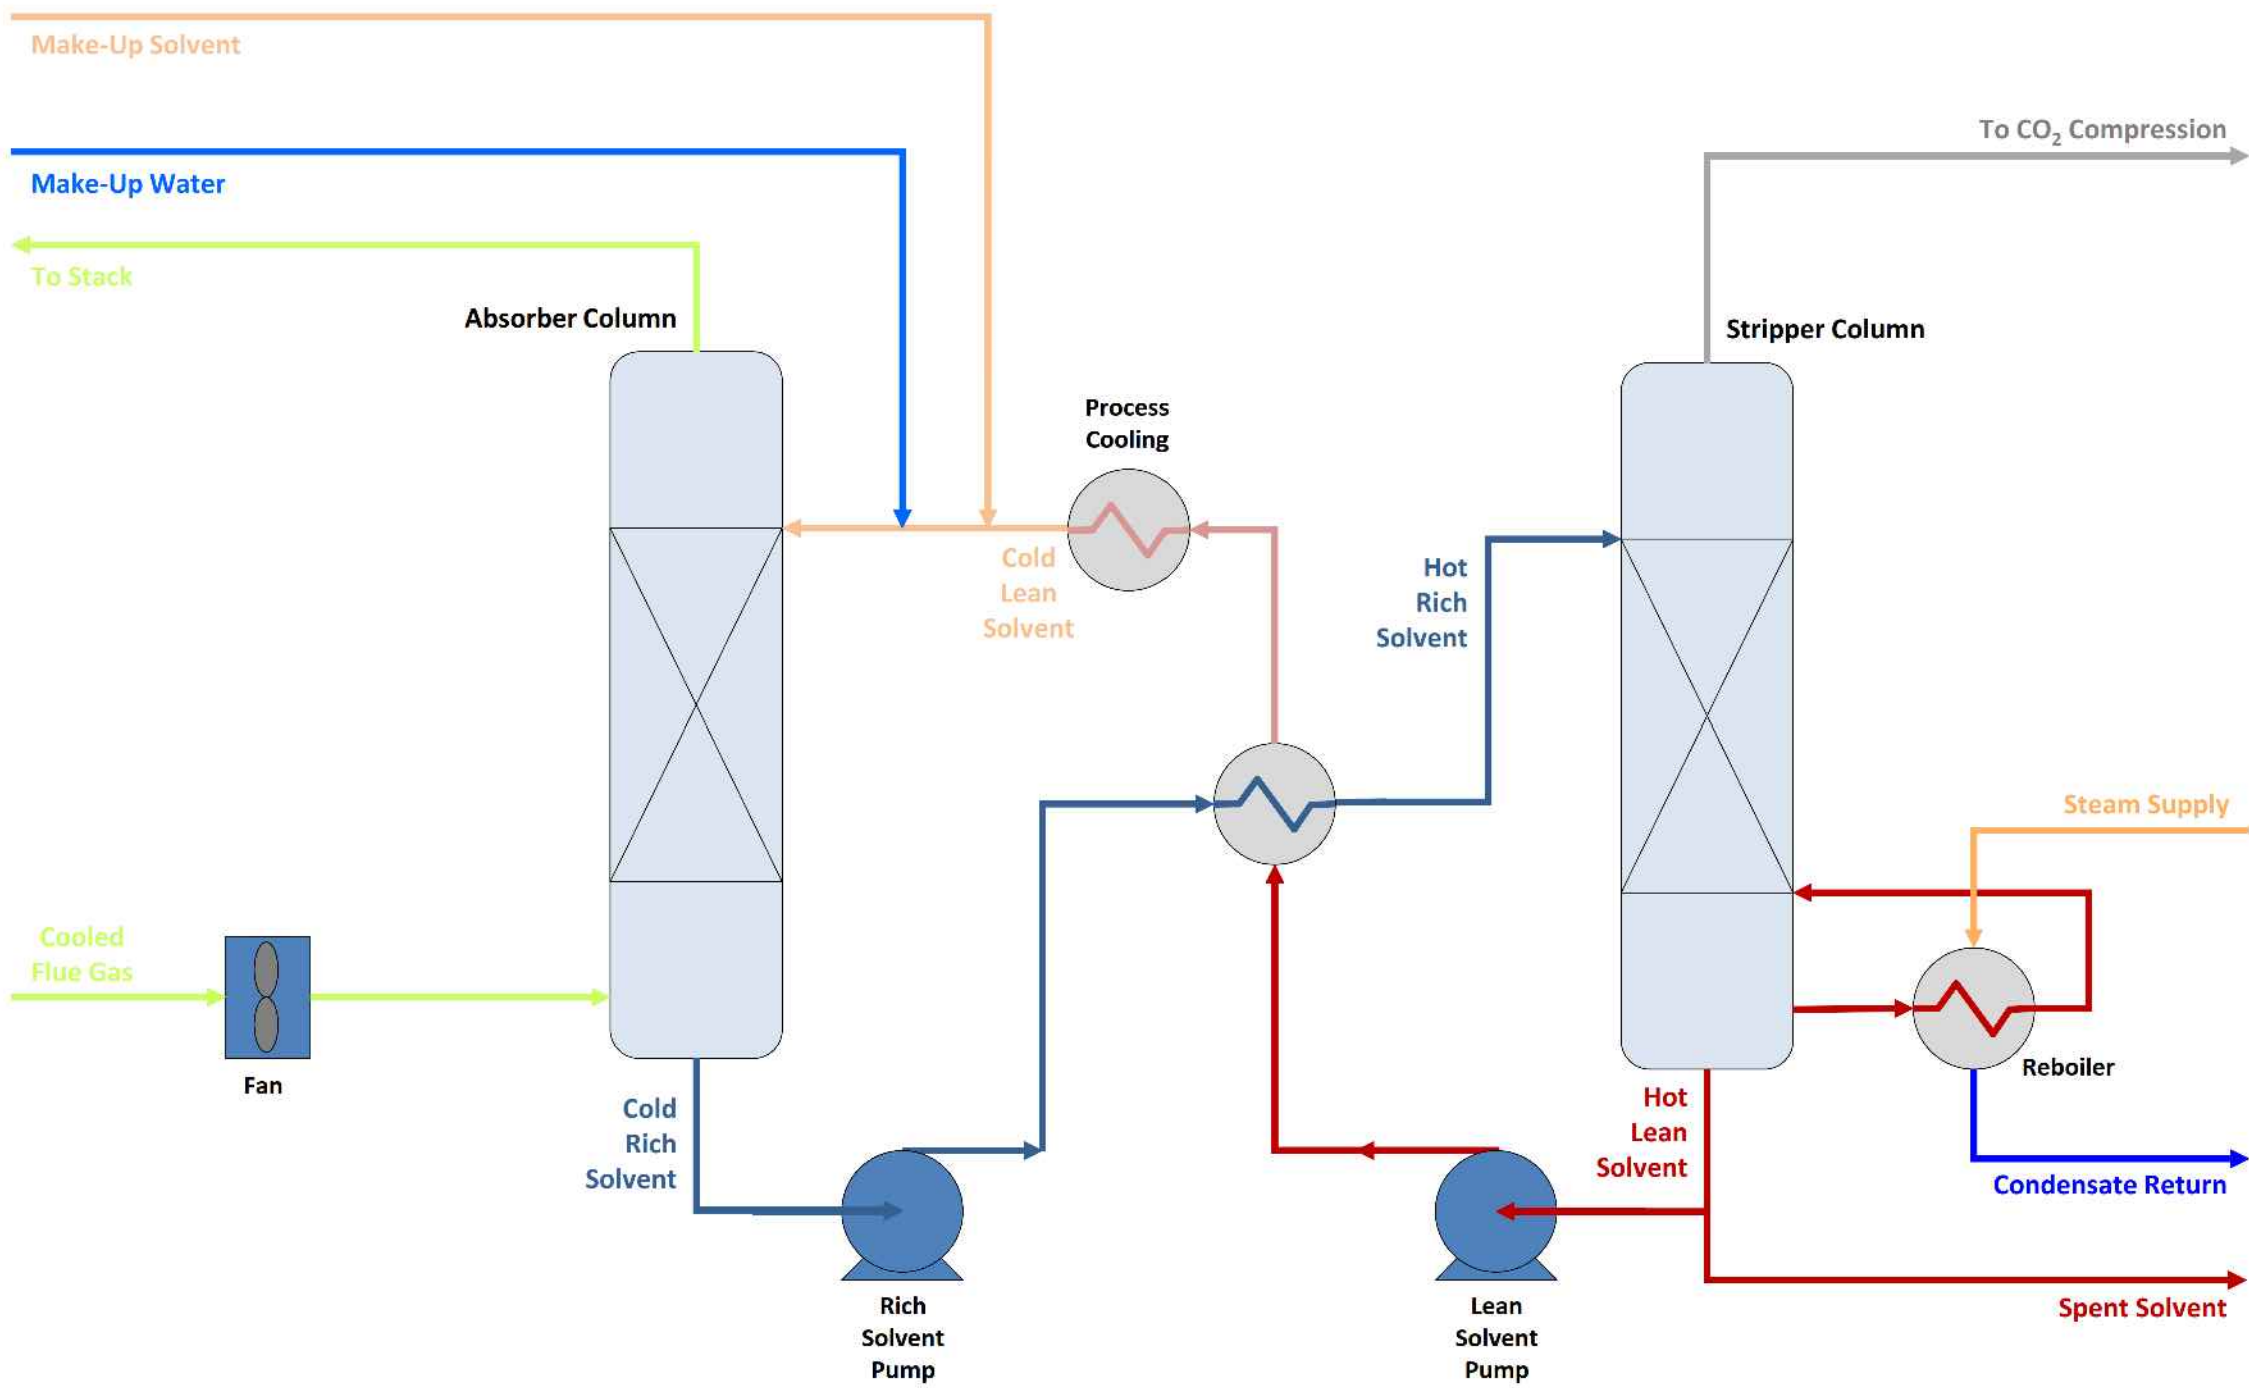 Make-Up Solvent
To CO₂ Compression
Make-Up Water
To Stack
Absorber Column
Stripper Column
Process
Cooling
Cold
Lean
Solvent
Hot
Rich
Solvent
Steam Supply
Cooled
Flue Gas
Fan
Reboiler
Cold
Rich
Solvent
Hot
Lean
Solvent
Condensate Return
Rich
Solvent
Pump
Lean
Solvent
Pump
Spent Solvent